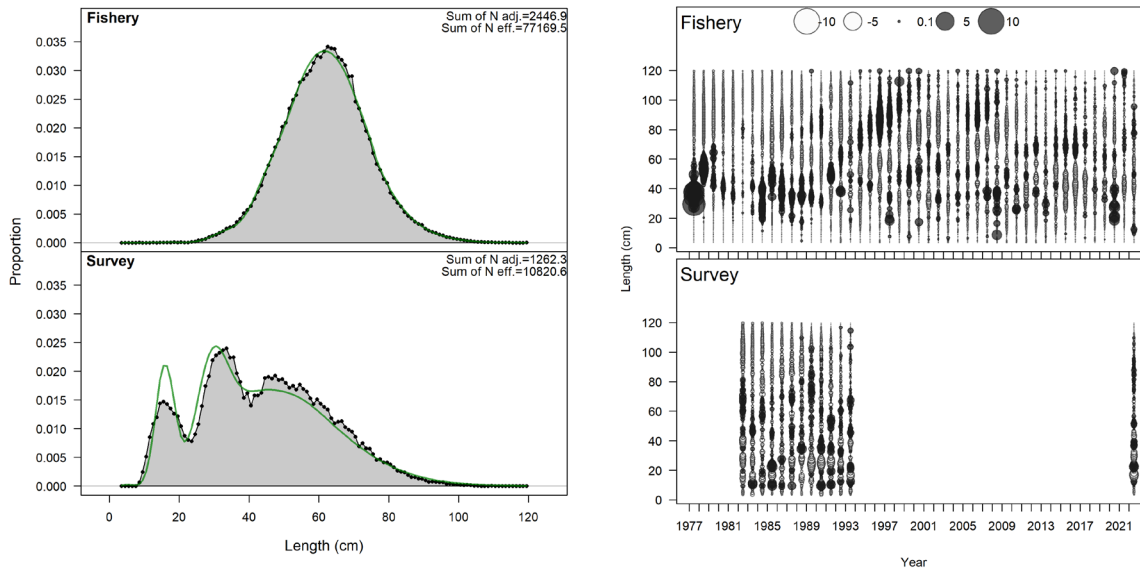 Fishery
Sum of N adj.=2446.9
Sum of N eff.=77169.5
0.035
0.030
0.025
0.020
0.015
0.010
0.005
0.000
Survey
Sum of N adj.=1262.3
Sum of N eff.=10820.6
0.035
0.030
0.025
0.020
0.015
0.010
0.005
0.000
Proportion
0 20 40 60 80 100 120
Length (cm)
Fishery
-10 -5 0.1 5 10
120
100
80
60
40
20
0
Survey
120
100
80
60
40
20
0
Length (cm)
1977 1981 1985 1989 1993 1997 2001 2005 2009 2013 2017 2021
Year